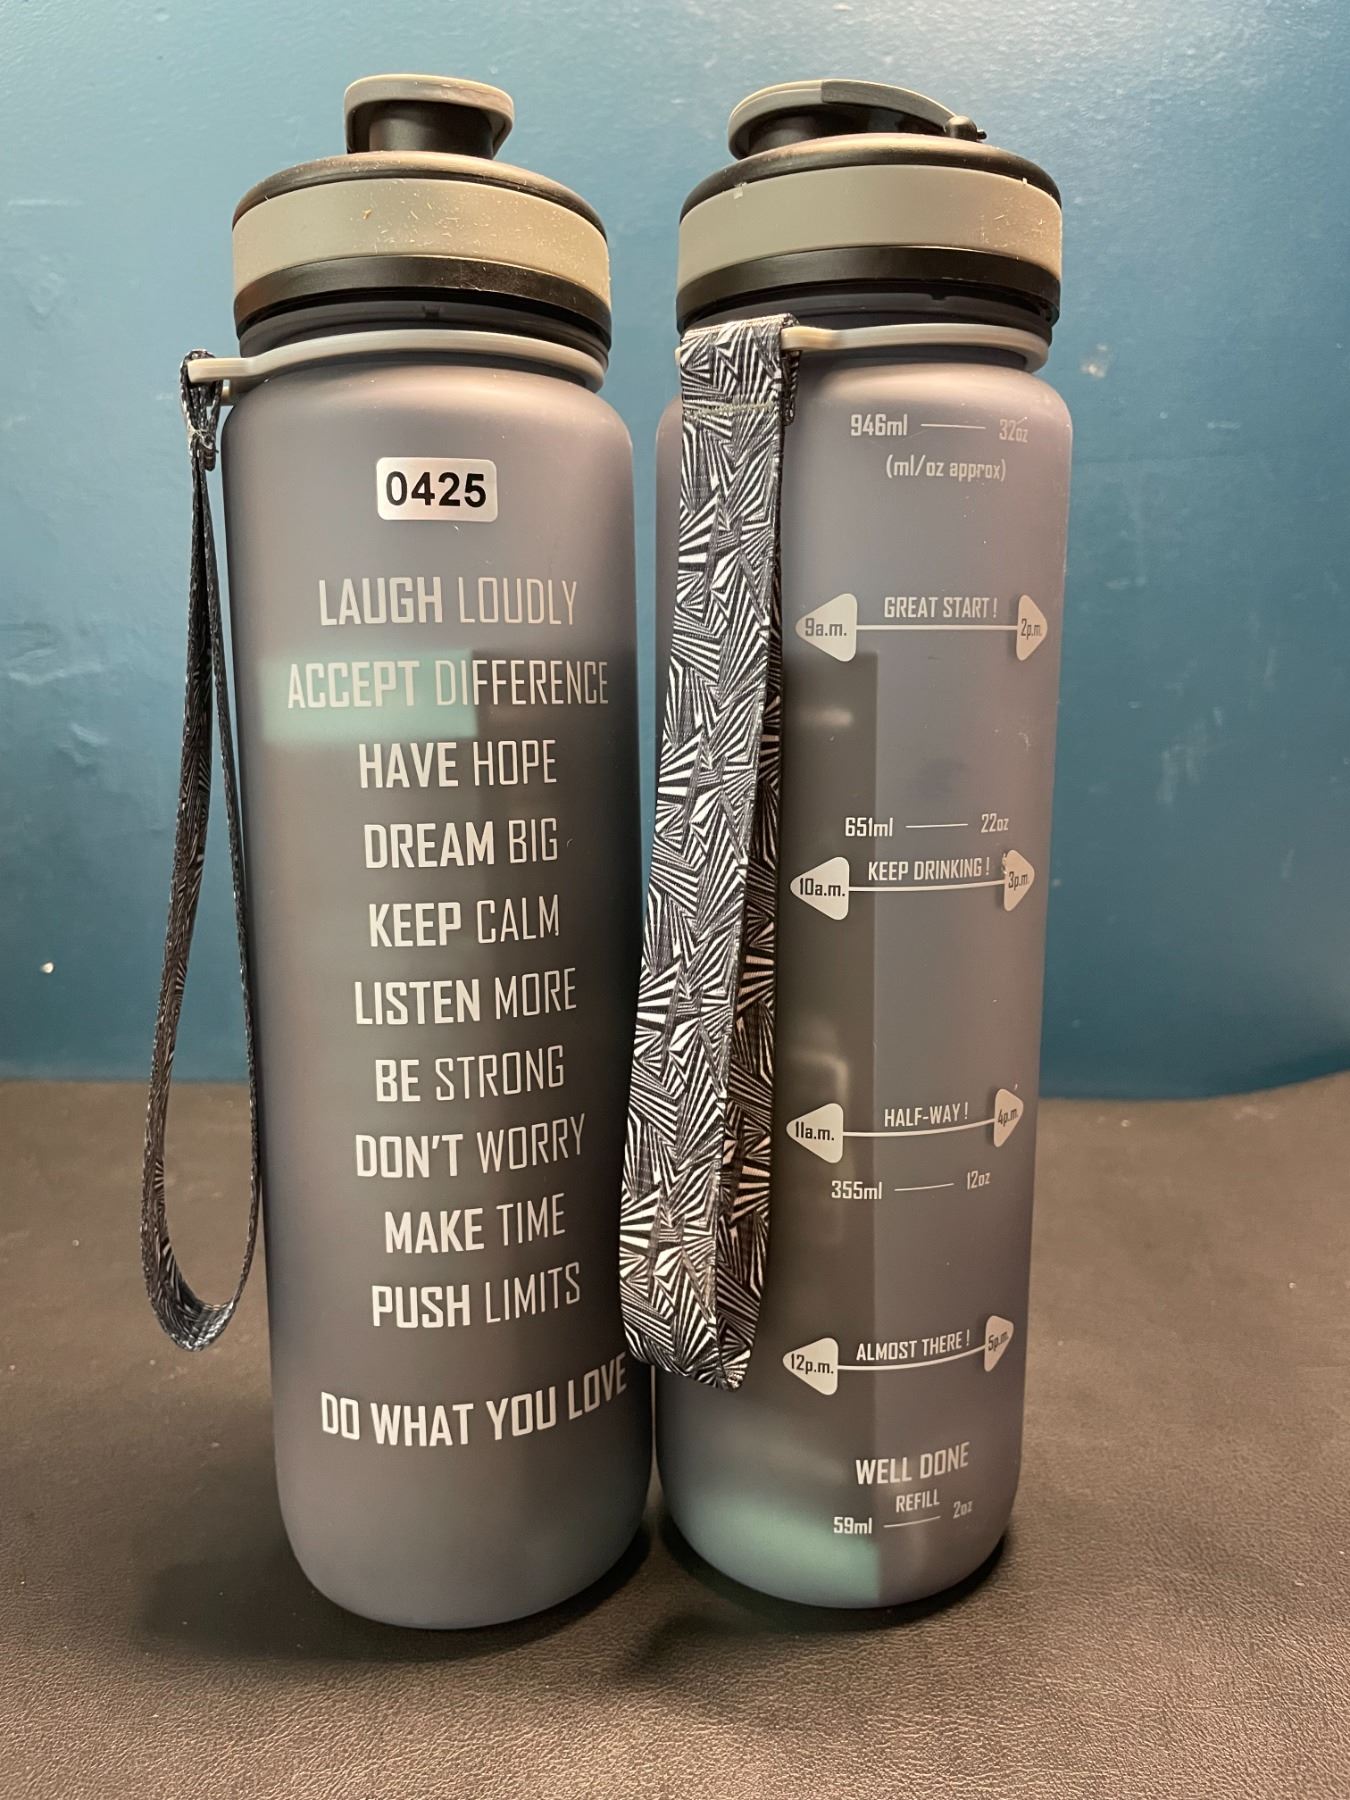 0425
LAUGH LOUDLY
ACCEPT DIFFERENCE
HAVE HOPE
DREAM BIG
KEEP CALM
LISTEN MORE
BE STRONG
DON'T WORRY
MAKE TIME
PUSH LIMITS
DO WHAT YOU LOVE
946ml 32oz
(ml/oz approx)
9a.m. GREAT START! 2p.m.
651ml 22oz
10a.m. KEEP DRINKING! 3p.m.
11a.m. HALF-WAY! 4p.m.
355ml 12oz
12p.m. ALMOST THERE! 5p.m.
WELL DONE
REFILL
59ml 2oz